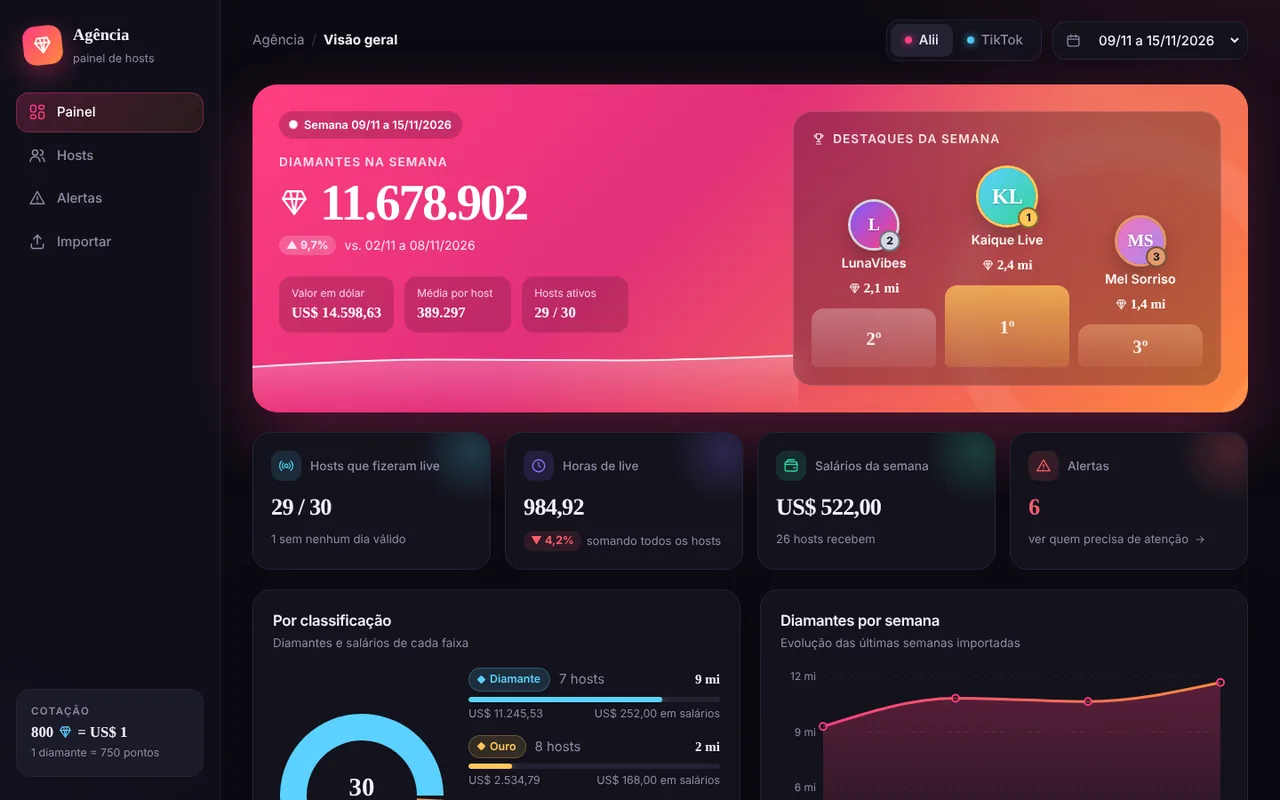 Agência
painel de hosts
Painel
Hosts
Alertas
Importar
COTAÇÃO
800 = US$ 1
1 diamante = 750 pontos
Agência / Visão geral
Alii
TikTok
09/11 a 15/11/2026
Semana 09/11 a 15/11/2026
DIAMANTES NA SEMANA
11.678.902
▲ 9,7% vs. 02/11 a 08/11/2026
Valor em dólar
US$ 14.598,63
Média por host
389.297
Hosts ativos
29 / 30
DESTAQUES DA SEMANA
L
2
LunaVibes
2,1 mi
2º
KL
1
Kaique Live
2,4 mi
1º
MS
3
Mel Sorriso
1,4 mi
3º
Hosts que fizeram live
29 / 30
1 sem nenhum dia válido
Horas de live
984,92
▼ 4,2% somando todos os hosts
Salários da semana
US$ 522,00
26 hosts recebem
Alertas
6
ver quem precisa de atenção →
Por classificação
Diamantes e salários de cada faixa
30
◆ Diamante 7 hosts 9 mi
US$ 11.245,53 US$ 252,00 em salários
◆ Ouro 8 hosts 2 mi
US$ 2.534,79 US$ 168,00 em salários
Diamantes por semana
Evolução das últimas semanas importadas
12 mi
9 mi
6 mi